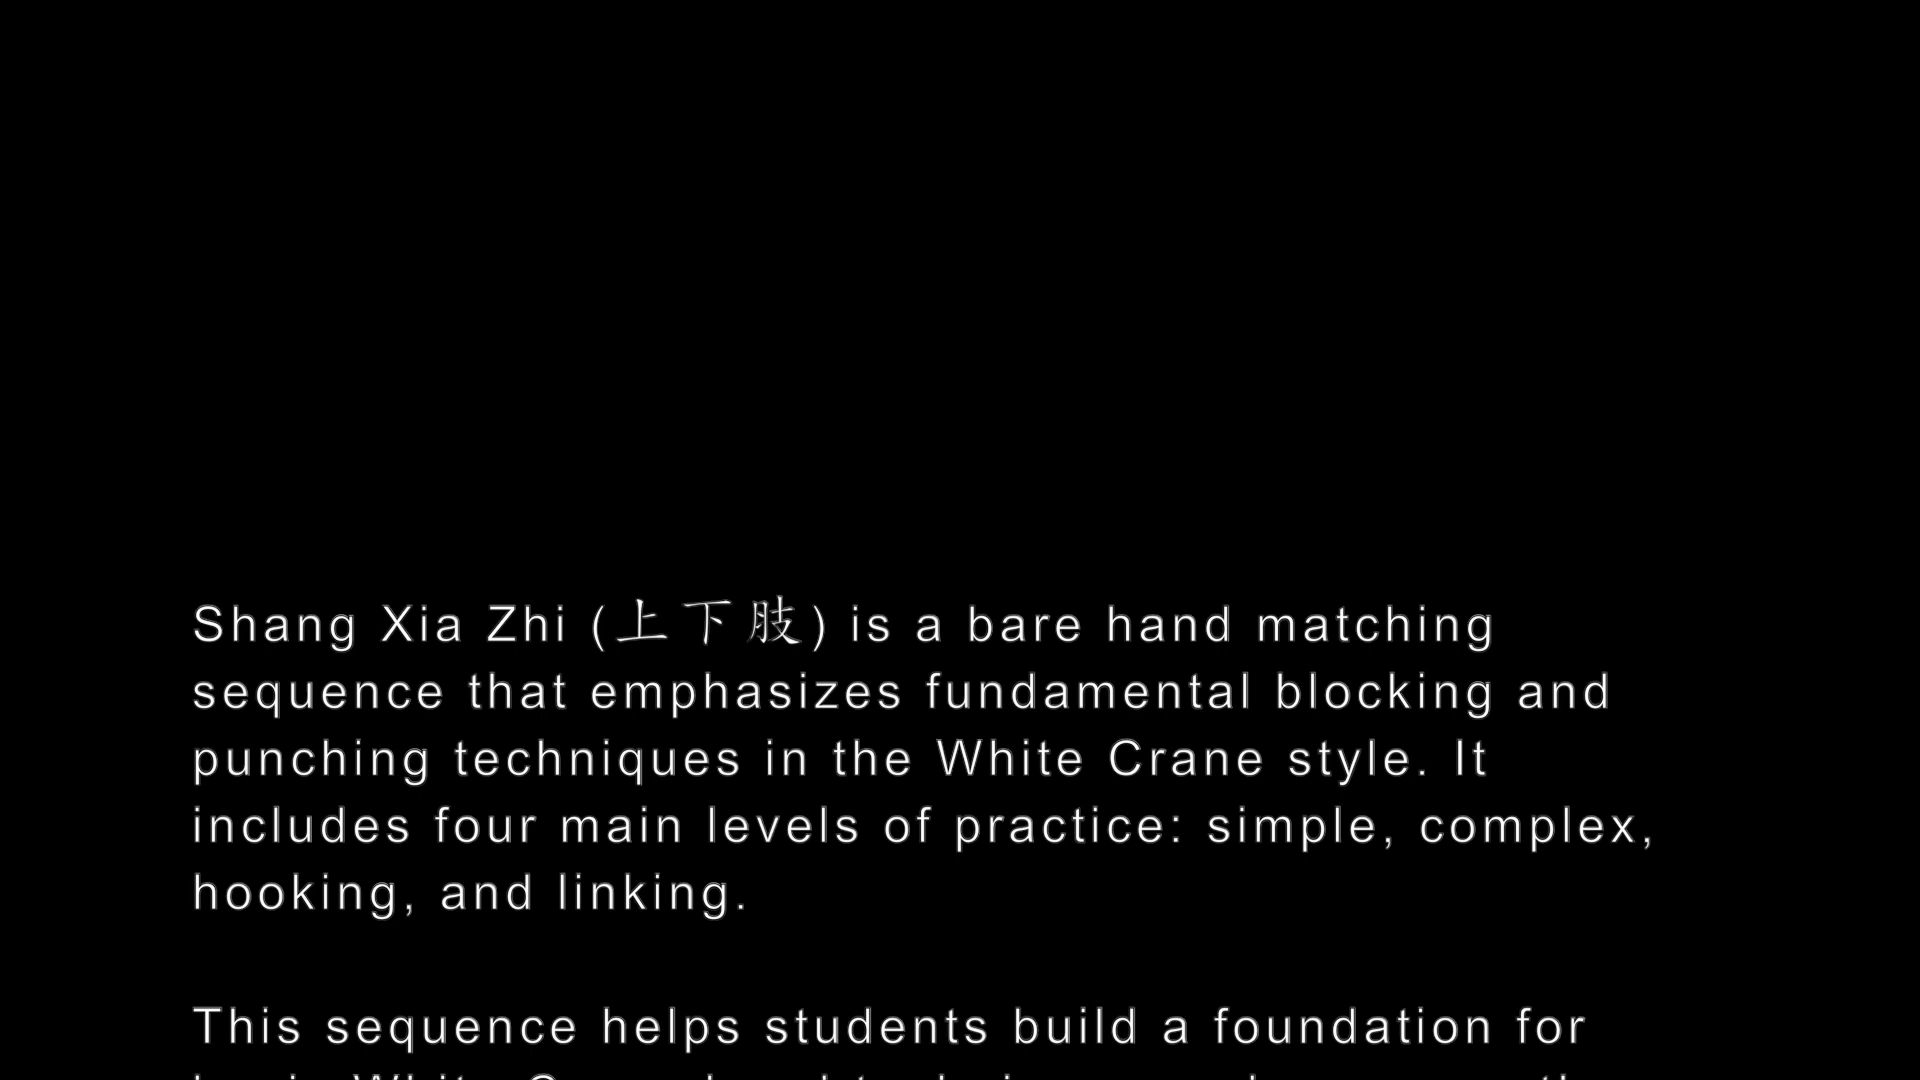 Shang Xia Zhi (上下肢) is a bare hand matching
sequence that emphasizes fundamental blocking and
punching techniques in the White Crane style. It
includes four main levels of practice: simple, complex,
hooking, and linking.
This sequence helps students build a foundation for